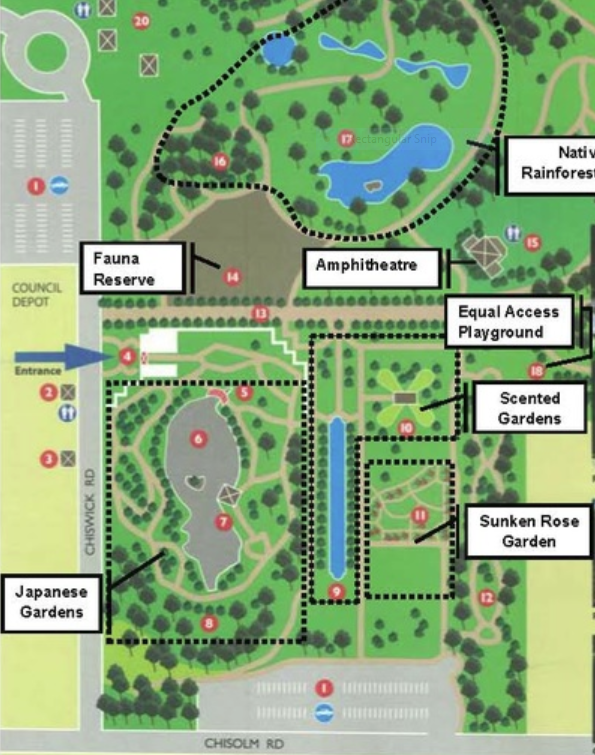 20
17
Rectangular Snip
16
1
Nativ
Rainforest
15
Fauna
Reserve
14
Amphitheatre
COUNCIL
DEPOT
13
Equal Access
Playground
4
Entrance
18
2
5
Scented
Gardens
6
10
3
11
Sunken Rose
Garden
7
CHISWICK RD
Japanese
Gardens
9
12
8
1
CHISOLM RD